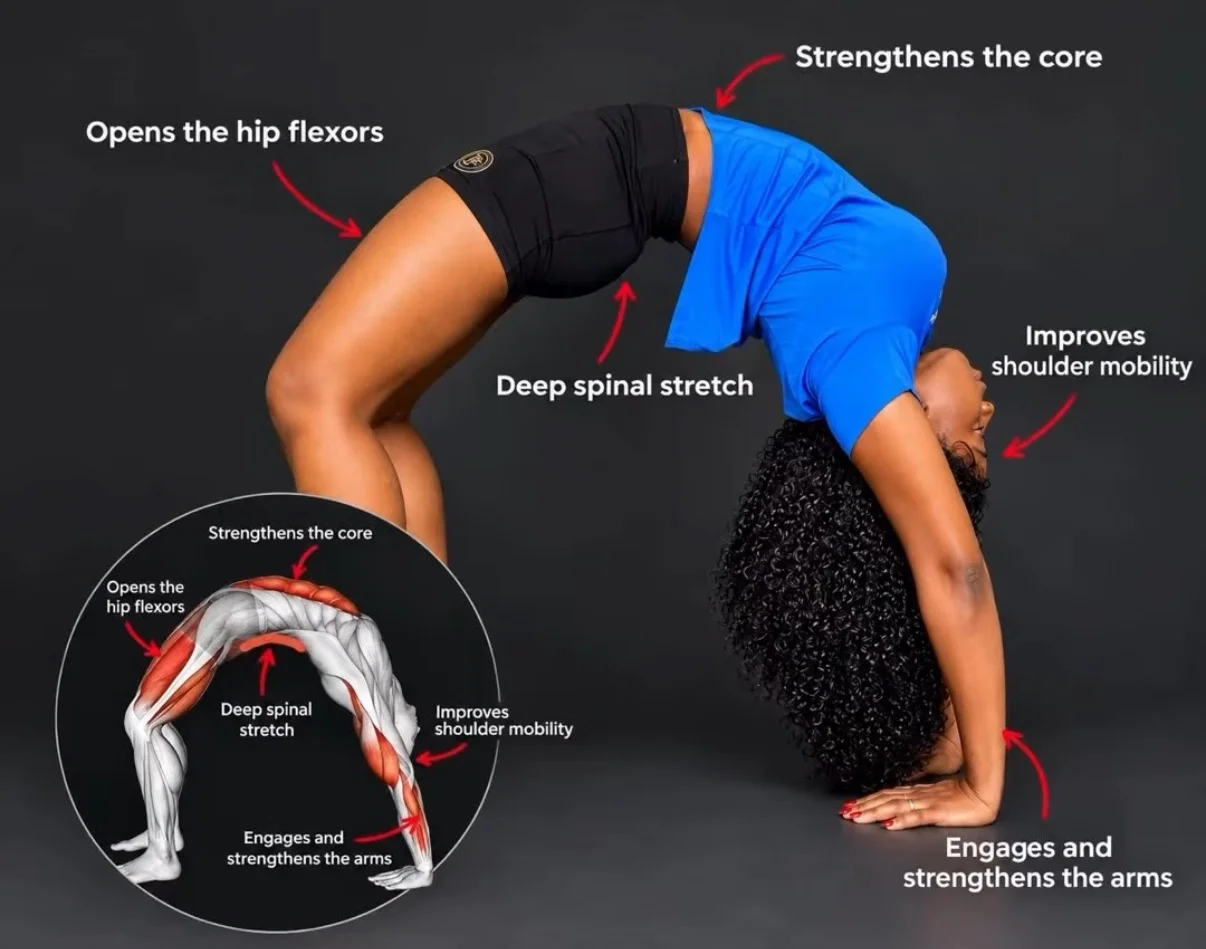 Strengthens the core
Opens the hip flexors
Improves
shoulder mobility
Deep spinal stretch
Strengthens the core
Opens the
hip flexors
Deep spinal
stretch
Improves
shoulder mobility
Engages and
strengthens the arms
Engages and
strengthens the arms